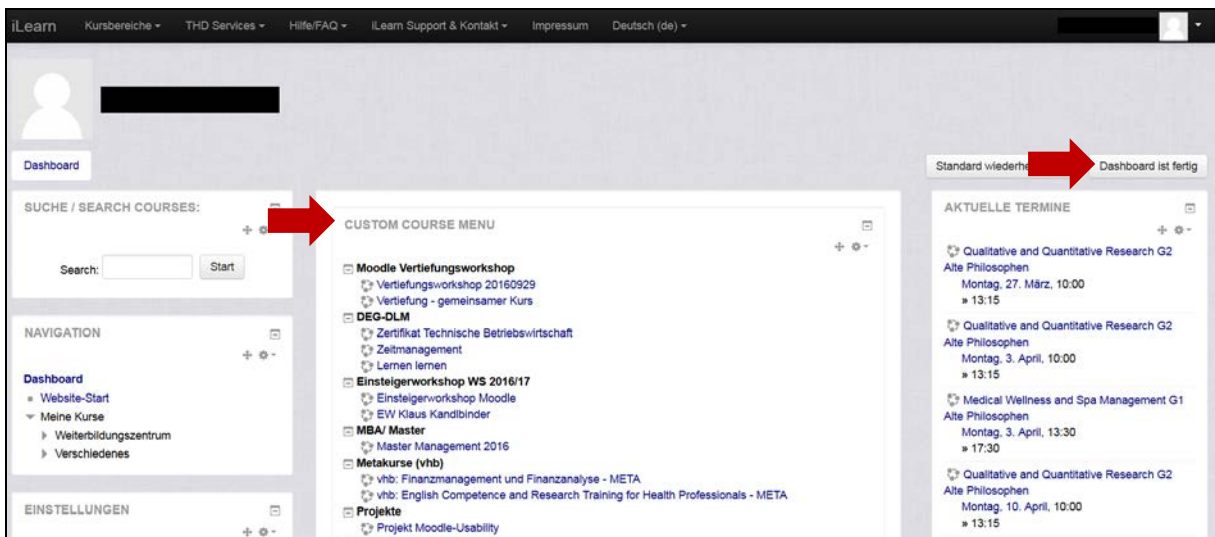 iLearn Kursbereiche THD Services Hilfe/FAQ iLearn Support & Kontakt Impressum Deutsch (de)
Dashboard
Standard wiederhe
Dashboard ist fertig
SUCHE / SEARCH COURSES:
Search:
Start
NAVIGATION
Dashboard
Website-Start
Meine Kurse
Weiterbildungszentrum
Verschiedenes
EINSTELLUNGEN
CUSTOM COURSE MENU
Moodle Vertiefungsworkshop
Vertiefungsworkshop 20160929
Vertiefung - gemeinsamer Kurs
DEG-DLM
Zertifikat Technische Betriebswirtschaft
Zeitmanagement
Lernen lernen
Einsteigerworkshop WS 2016/17
Einsteigerworkshop Moodle
EW Klaus Kandlbinder
MBA/ Master
Master Management 2016
Metakurse (vhb)
vhb: Finanzmanagement und Finanzanalyse - META
vhb: English Competence and Research Training for Health Professionals - META
Projekte
Projekt Moodle-Usability
AKTUELLE TERMINE
Qualitative and Quantitative Research G2
Alte Philosophen
Montag, 27. März, 10:00
» 13:15
Qualitative and Quantitative Research G2
Alte Philosophen
Montag, 3. April, 10:00
» 13:15
Medical Wellness and Spa Management G1
Alte Philosophen
Montag, 3. April, 13:30
» 17:30
Qualitative and Quantitative Research G2
Alte Philosophen
Montag, 10. April, 10:00
» 13:15